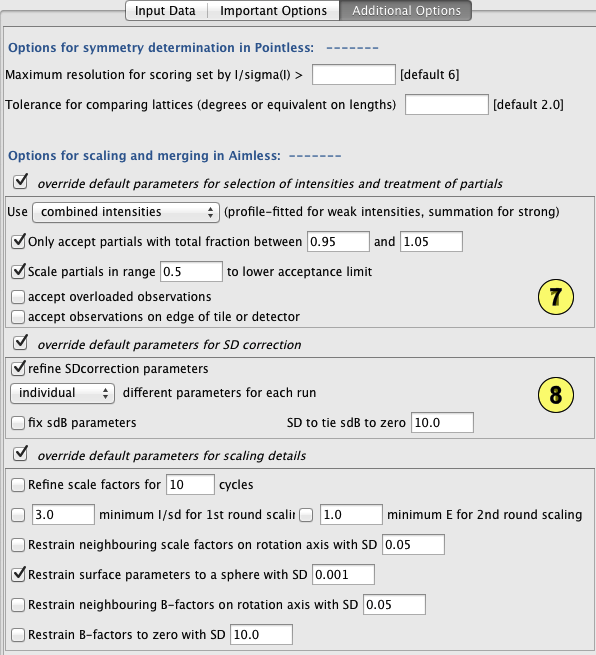 Input Data Important Options Additional Options
Options for symmetry determination in Pointless: -------
Maximum resolution for scoring set by I/sigma(I) > [default 6]
Tolerance for comparing lattices (degrees or equivalent on lengths) [default 2.0]
Options for scaling and merging in Aimless: -------
override default parameters for selection of intensities and treatment of partials
Use combined intensities (profile-fitted for weak intensities, summation for strong)
Only accept partials with total fraction between 0.95 and 1.05
Scale partials in range 0.5 to lower acceptance limit
accept overloaded observations
7
accept observations on edge of tile or detector
override default parameters for SD correction
refine SDcorrection parameters
individual different parameters for each run
8
fix sdB parameters SD to tie sdB to zero 10.0
override default parameters for scaling details
Refine scale factors for 10 cycles
3.0 minimum I/sd for 1st round scalin 1.0 minimum E for 2nd round scaling
Restrain neighbouring scale factors on rotation axis with SD 0.05
Restrain surface parameters to a sphere with SD 0.001
Restrain neighbouring B-factors on rotation axis with SD 0.05
Restrain B-factors to zero with SD 10.0